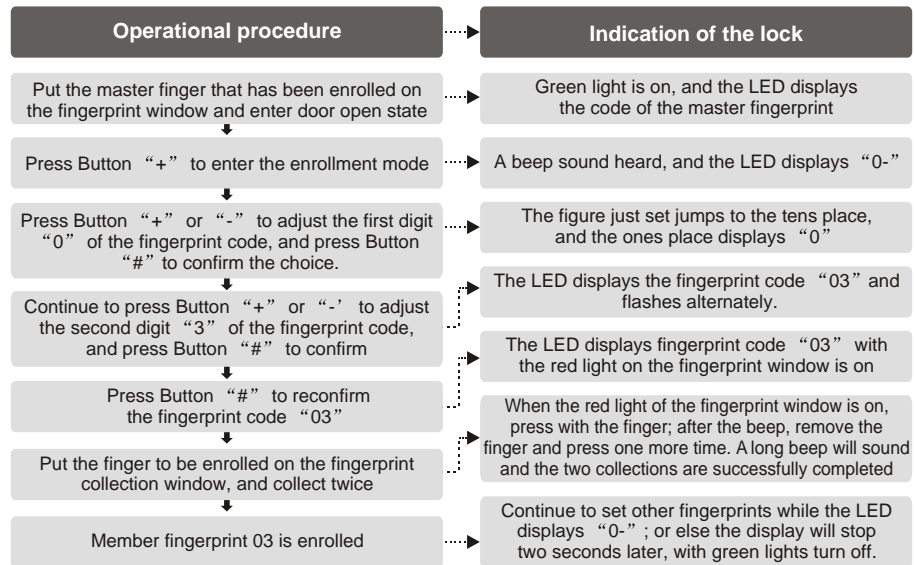 Operational procedure
Indication of the lock
Put the master finger that has been enrolled on
the fingerprint window and enter door open state
Green light is on, and the LED displays
the code of the master fingerprint
Press Button “+” to enter the enrollment mode
A beep sound heard, and the LED displays “0-”
Press Button “+” or “-” to adjust the first digit
“0” of the fingerprint code, and press Button
“#” to confirm the choice.
The figure just set jumps to the tens place,
and the ones place displays “0”
Continue to press Button “+” or “-’ to adjust
the second digit “3” of the fingerprint code,
and press Button “#” to confirm
The LED displays the fingerprint code “03” and
flashes alternately.
Press Button “#” to reconfirm
the fingerprint code “03”
The LED displays fingerprint code “03” with
the red light on the fingerprint window is on
Put the finger to be enrolled on the fingerprint
collection window, and collect twice
When the red light of the fingerprint window is on,
press with the finger; after the beep, remove the
finger and press one more time. A long beep will sound
and the two collections are successfully completed
Member fingerprint 03 is enrolled
Continue to set other fingerprints while the LED
displays “0-” ; or else the display will stop
two seconds later, with green lights turn off.